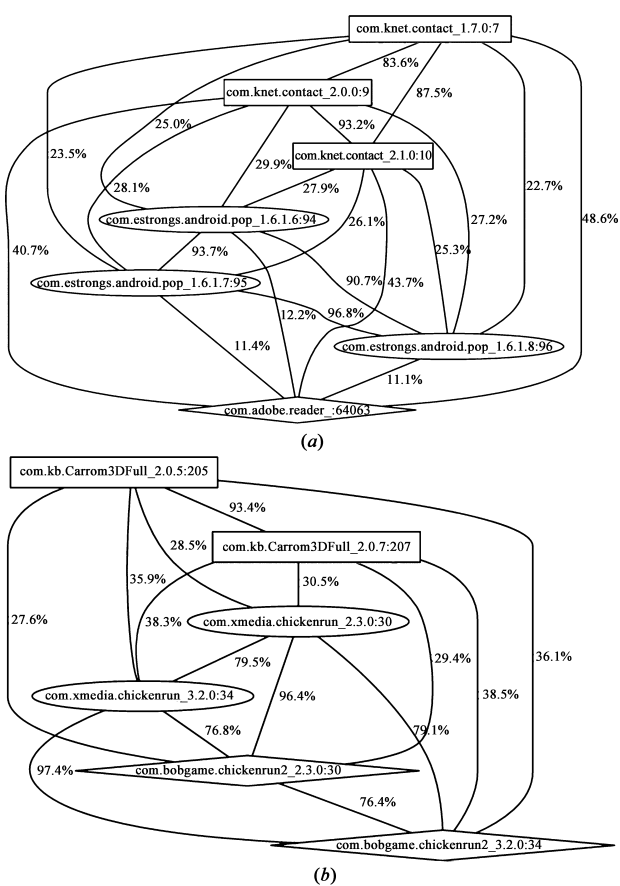 com.knet.contact_1.7.0:7
83.6%
com.knet.contact_2.0.0:9
87.5%
25.0%
93.2%
com.knet.contact_2.1.0:10
23.5%
29.9%
28.1%
27.9%
22.7%
com.estrongs.android.pop_1.6.1.6:94
26.1%
27.2%
48.6%
40.7%
93.7%
25.3%
com.estrongs.android.pop_1.6.1.7:95
90.7%
43.7%
12.2%
96.8%
11.4%
com.estrongs.android.pop_1.6.1.8:96
11.1%
com.adobe.reader_:64063
(a)
com.kb.Carrom3DFull_2.0.5:205
93.4%
28.5%
com.kb.Carrom3DFull_2.0.7:207
35.9%
30.5%
27.6%
38.3%
com.xmedia.chickenrun_2.3.0:30
79.5%
29.4%
36.1%
com.xmedia.chickenrun_3.2.0:34
96.4%
38.5%
76.8%
79.1%
97.4%
com.bobgame.chickenrun2_2.3.0:30
76.4%
com.bobgame.chickenrun2_3.2.0:34
(b)